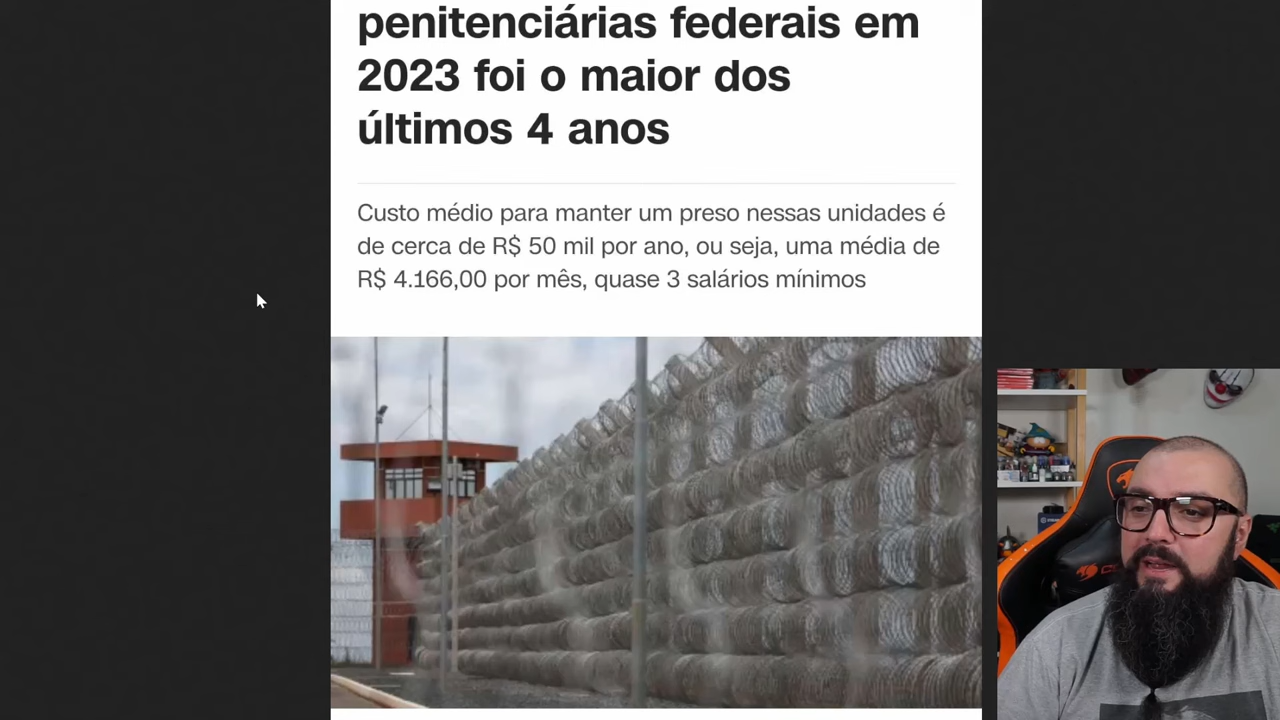 penitenciárias federais em
2023 foi o maior dos
últimos 4 anos
Custo médio para manter um preso nessas unidades é
de cerca de R$ 50 mil por ano, ou seja, uma média de
R$ 4.166,00 por mês, quase 3 salários mínimos